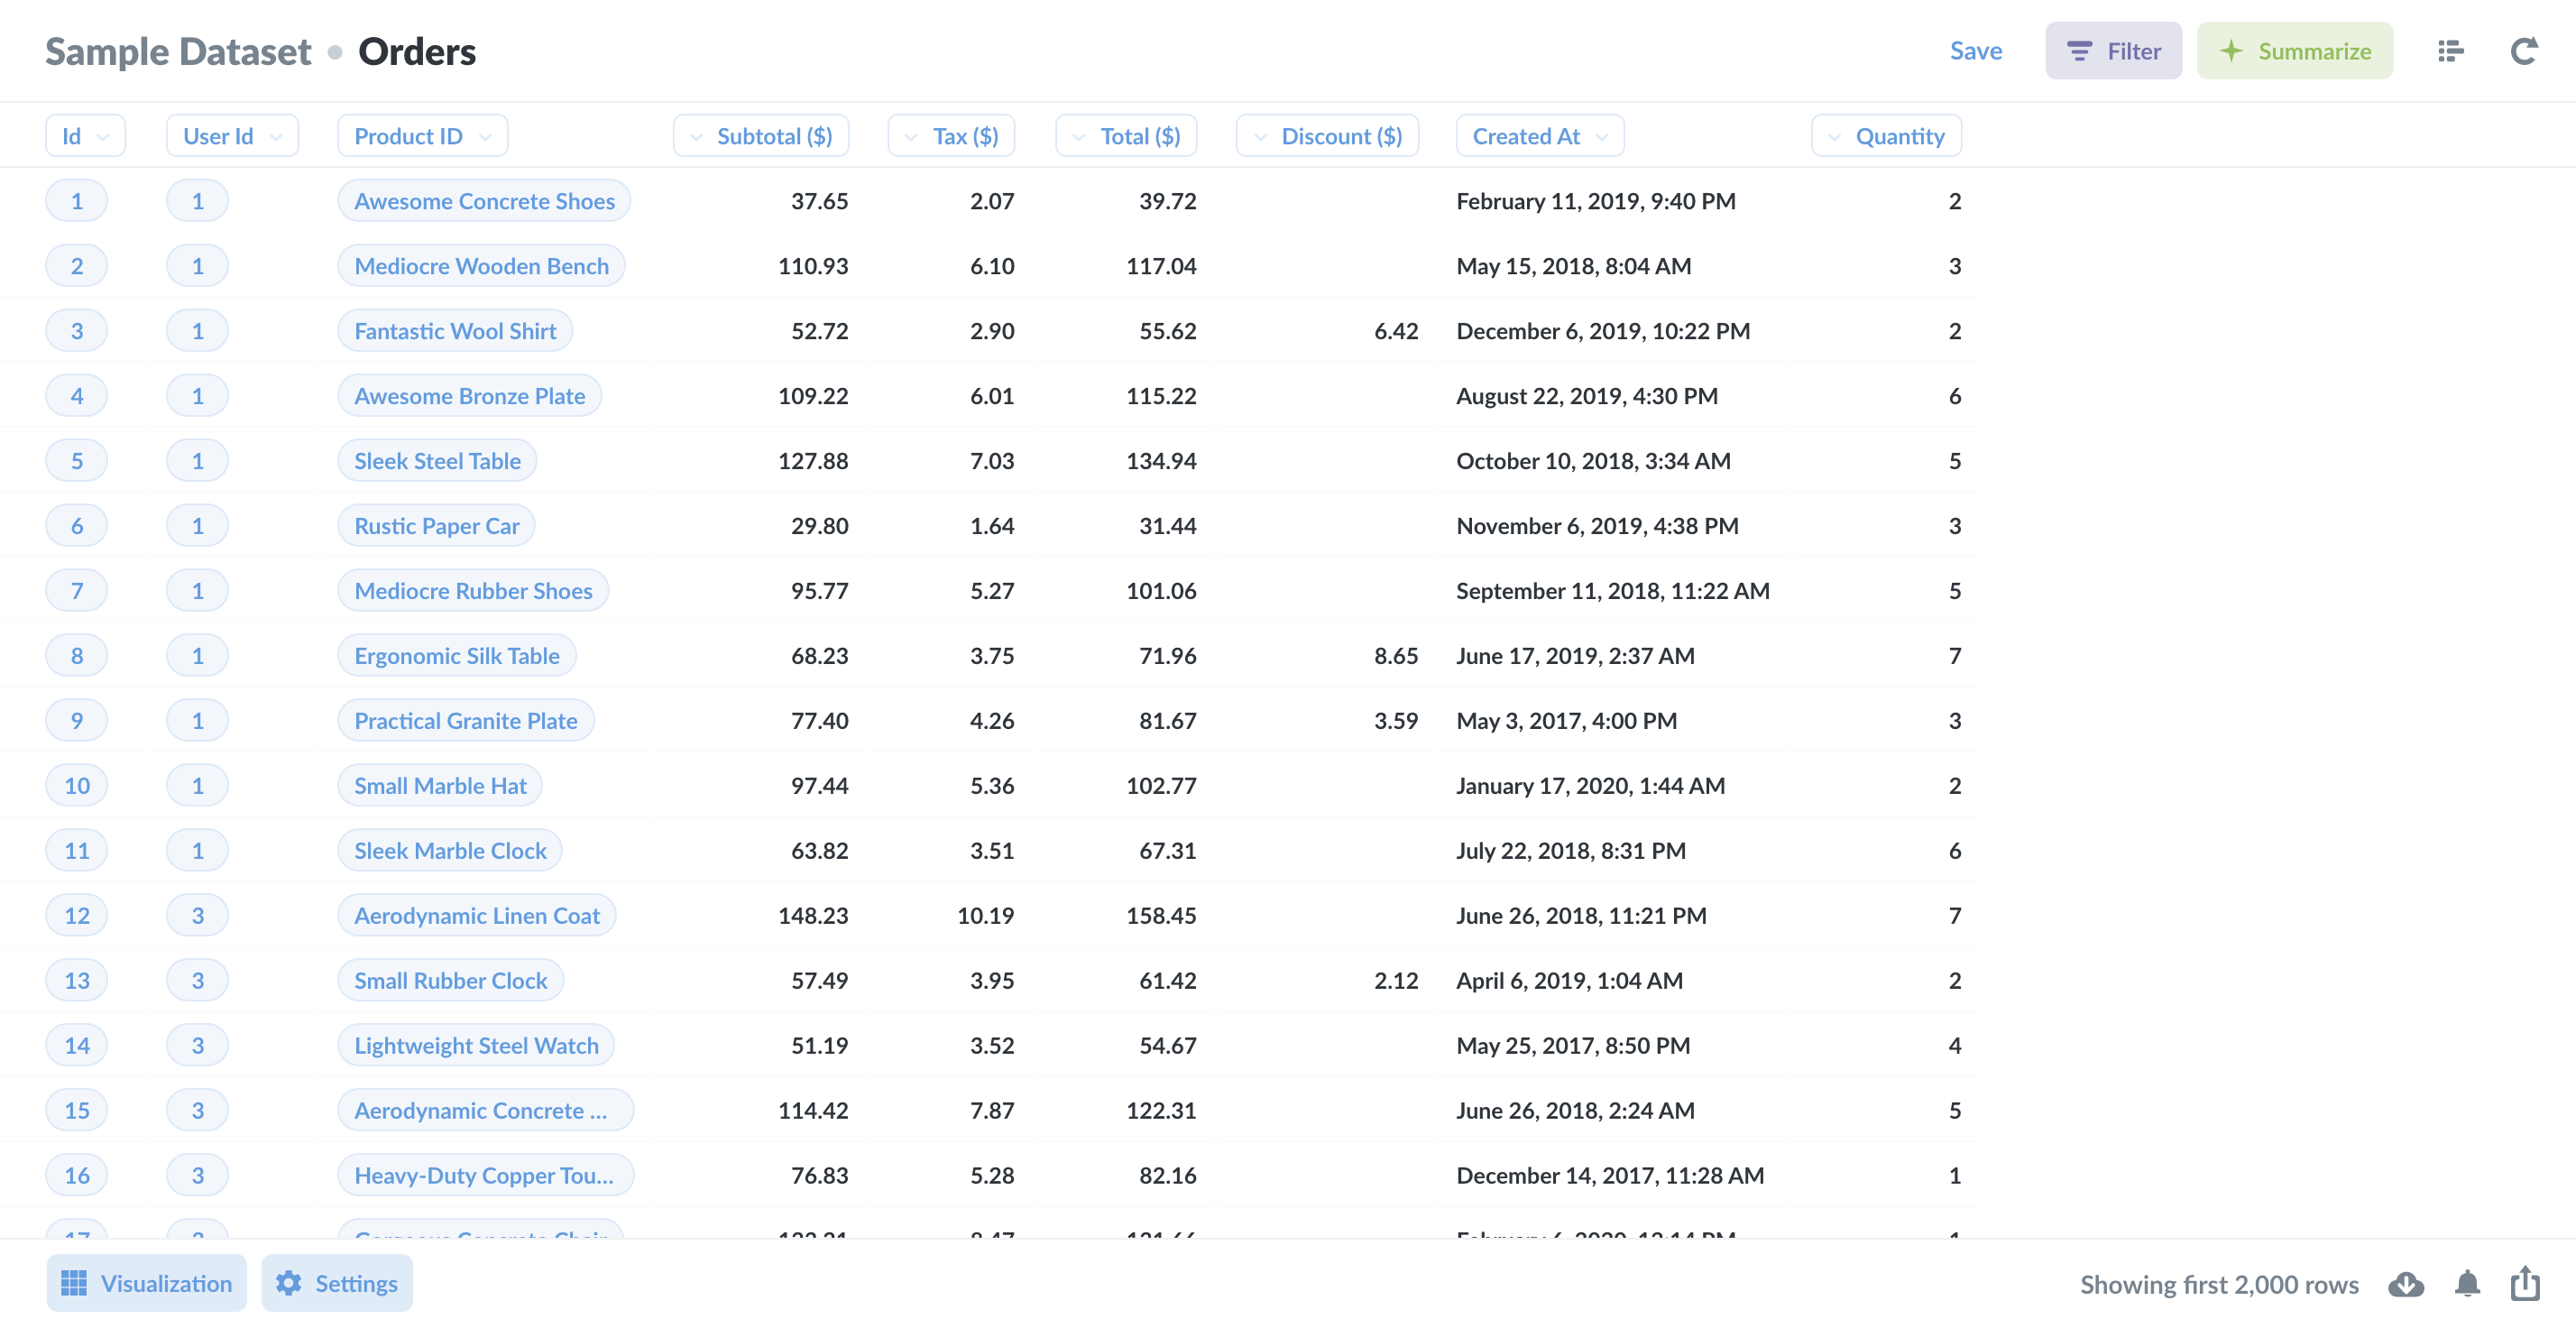 Sample Dataset • Orders Save Filter Summarize
Id User Id Product ID Subtotal ($) Tax ($) Total ($) Discount ($) Created At Quantity
1 1 Awesome Concrete Shoes 37.65 2.07 39.72 February 11, 2019, 9:40 PM 2
2 1 Mediocre Wooden Bench 110.93 6.10 117.04 May 15, 2018, 8:04 AM 3
3 1 Fantastic Wool Shirt 52.72 2.90 55.62 6.42 December 6, 2019, 10:22 PM 2
4 1 Awesome Bronze Plate 109.22 6.01 115.22 August 22, 2019, 4:30 PM 6
5 1 Sleek Steel Table 127.88 7.03 134.94 October 10, 2018, 3:34 AM 5
6 1 Rustic Paper Car 29.80 1.64 31.44 November 6, 2019, 4:38 PM 3
7 1 Mediocre Rubber Shoes 95.77 5.27 101.06 September 11, 2018, 11:22 AM 5
8 1 Ergonomic Silk Table 68.23 3.75 71.96 8.65 June 17, 2019, 2:37 AM 7
9 1 Practical Granite Plate 77.40 4.26 81.67 3.59 May 3, 2017, 4:00 PM 3
10 1 Small Marble Hat 97.44 5.36 102.77 January 17, 2020, 1:44 AM 2
11 1 Sleek Marble Clock 63.82 3.51 67.31 July 22, 2018, 8:31 PM 6
12 3 Aerodynamic Linen Coat 148.23 10.19 158.45 June 26, 2018, 11:21 PM 7
13 3 Small Rubber Clock 57.49 3.95 61.42 2.12 April 6, 2019, 1:04 AM 2
14 3 Lightweight Steel Watch 51.19 3.52 54.67 May 25, 2017, 8:50 PM 4
15 3 Aerodynamic Concrete ... 114.42 7.87 122.31 June 26, 2018, 2:24 AM 5
16 3 Heavy-Duty Copper Tou... 76.83 5.28 82.16 December 14, 2017, 11:28 AM 1
Visualization Settings Showing first 2,000 rows